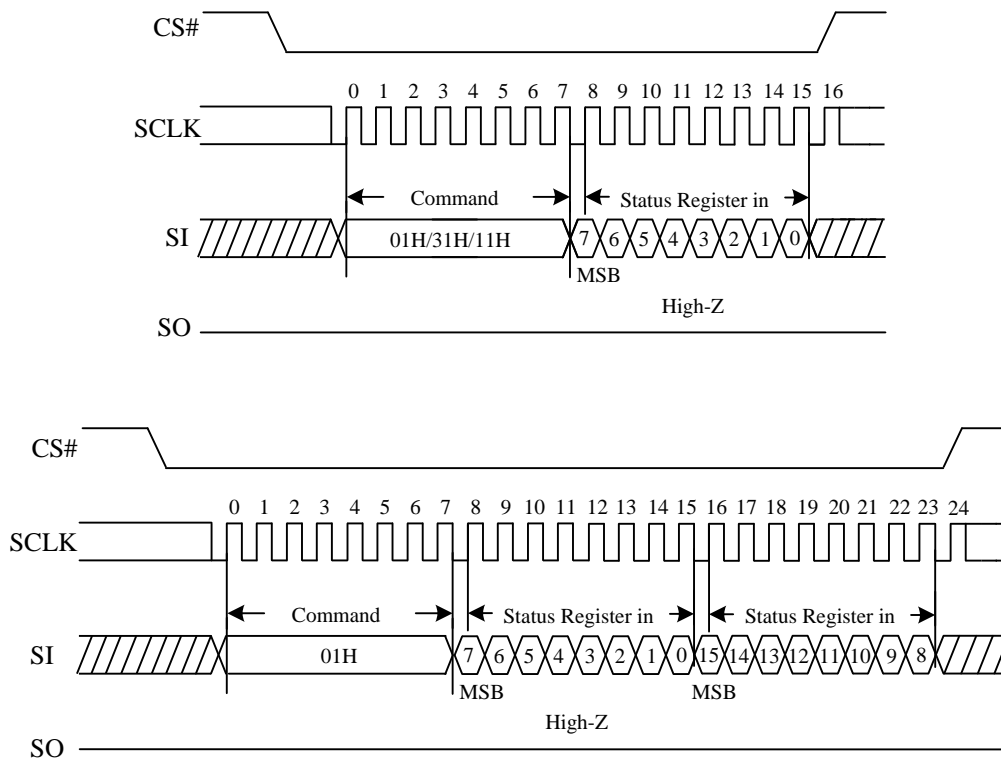 CS#
0 1 2 3 4 5 6 7 8 9 10 11 12 13 14 15 16
SCLK
Command Status Register in
SI 01H/31H/11H 7 6 5 4 3 2 1 0
MSB
High-Z
SO
CS#
0 1 2 3 4 5 6 7 8 9 10 11 12 13 14 15 16 17 18 19 20 21 22 23 24
SCLK
Command Status Register in Status Register in
SI 01H 7 6 5 4 3 2 1 0 15 14 13 12 11 10 9 8
MSB MSB
High-Z
SO